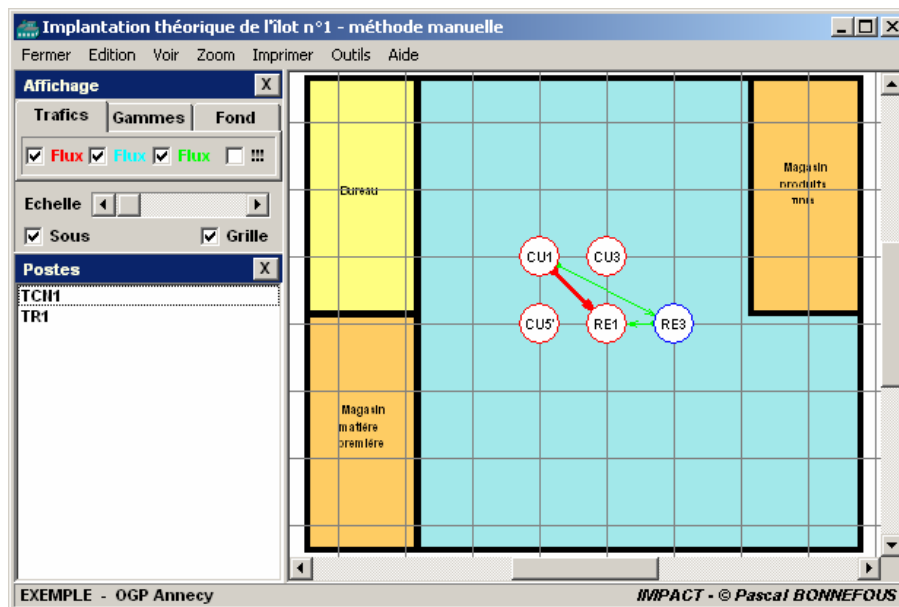 Implantation théorique de l'îlot n°1 - méthode manuelle
Fermer Edition Voir Zoom Imprimer Outils Aide
Affichage X
Trafics Gammes Fond
Flux Flux Flux !!!
Echelle
Sous Grille
Postes X
TCN1
TR1
Bureau
Magasin
matière
première
Magasin
produits
finis
CU1 CU3
CU5' RE1 RE3
EXEMPLE - OGP Annecy
IMPACT - © Pascal BONNEFOUS